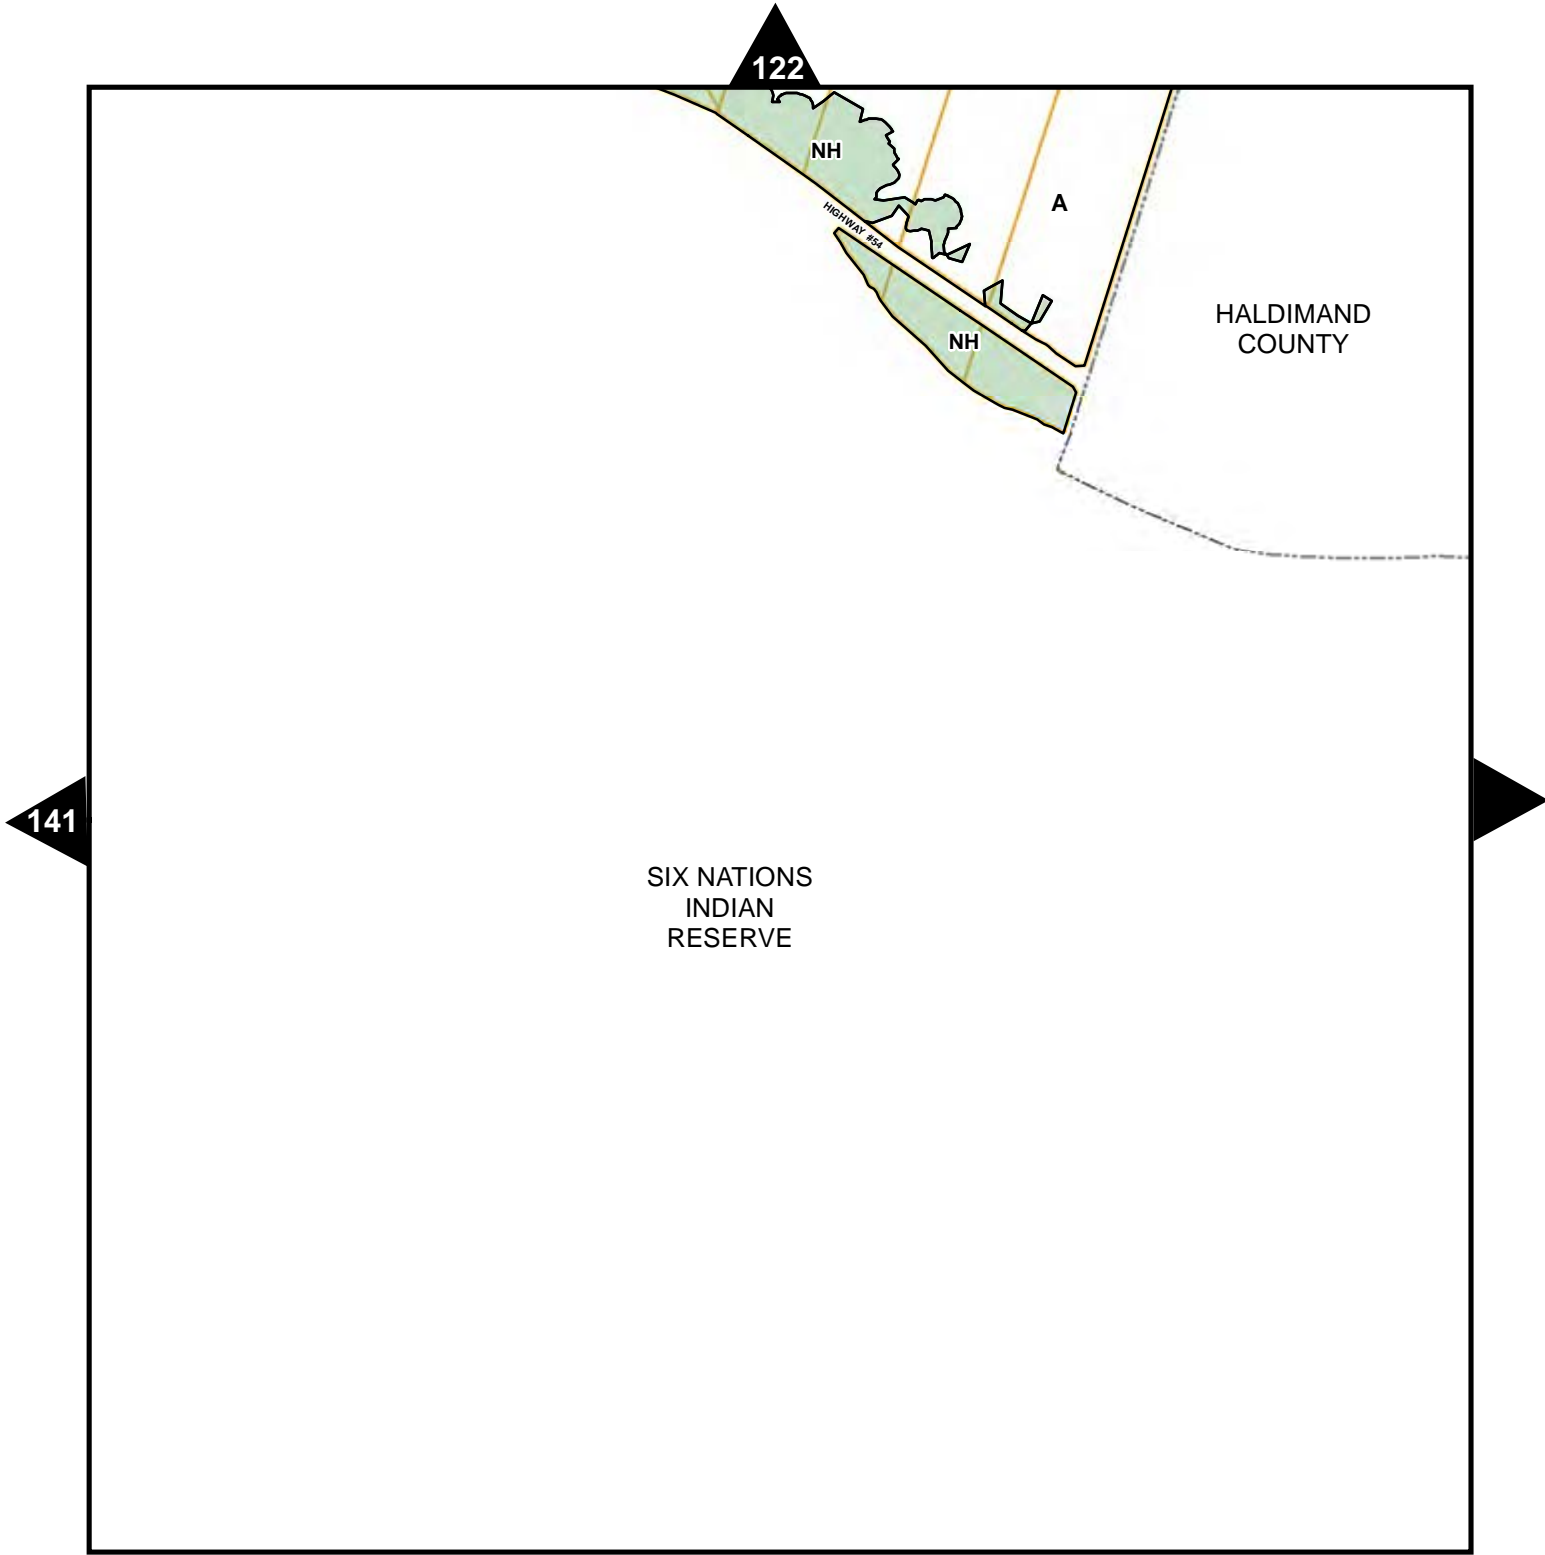 122
NH
A
HIGHWAY #54
HALDIMAND
COUNTY
NH
141
SIX NATIONS
INDIAN
RESERVE